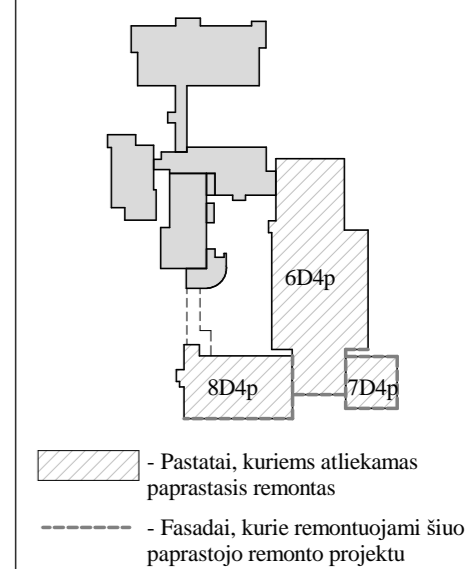 6D4p
8D4p
7D4p
- Pastatai, kuriems atliekamas
paprastasis remontas
- Fasadai, kurie remontuojami šiuo
paprastojo remonto projektu